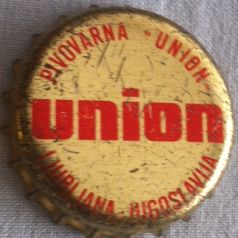 PIVOVARNA - UNION -
union
LJUBLJANA - JUGOSLAVIJA